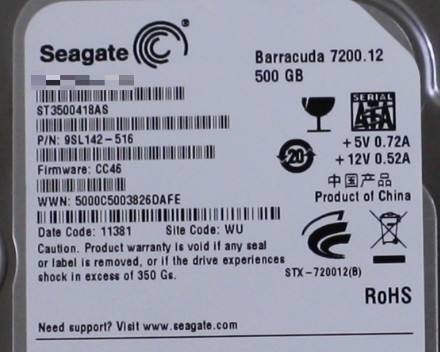 Seagate
Barracuda 7200.12
500 GB
ST3500418AS
P/N: 9SL142-516
Firmware: CC46
WWN: 5000C5003826DAFE
Date Code: 11381 Site Code: WU
Caution. Product warranty is void if any seal
or label is removed, or if the drive experiences
shock in excess of 350 Gs.
SERIAL
ATA
20
+5V 0.72A
+12V 0.52A
中国产品
Product of China
STX-720012(B)
RoHS
Need support? Visit www.seagate.com